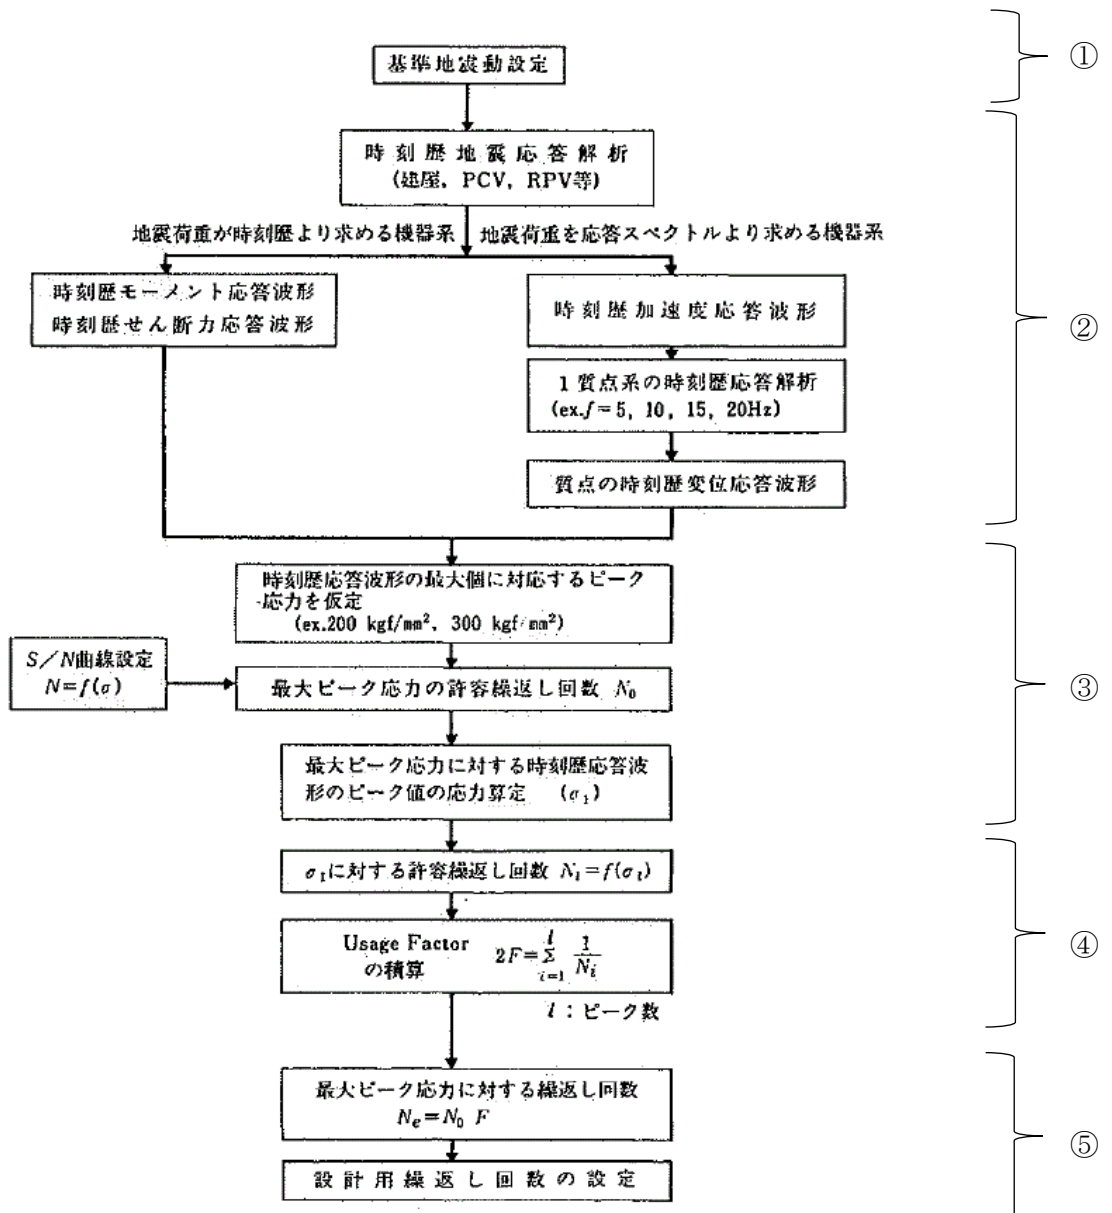 基準地震動設定
①
時刻歴地震応答解析
(建屋, PCV, RPV等)
地震荷重が時刻歴より求める機器系
地震荷重を応答スペクトルより求める機器系
時刻歴モーメント応答波形
時刻歴せん断力応答波形
時刻歴加速度応答波形
②
1質点系の時刻歴応答解析
(ex.f=5, 10, 15, 20Hz)
質点の時刻歴変位応答波形
時刻歴応答波形の最大個に対応するピーク
応力を仮定
(ex.200 kgf/mm², 300 kgf/mm²)
S/N曲線設定
N=f(σ)
最大ピーク応力の許容繰返し回数 N₀
③
最大ピーク応力に対する時刻歴応答波
形のピーク値の応力算定 (σ₁)
σ₁に対する許容繰返し回数 Nᵢ=f(σᵢ)
Usage Factor
の積算
2F=Σ(i=1→l) 1/Nᵢ
④
l：ピーク数
最大ピーク応力に対する繰返し回数
Nₑ=N₀ F
⑤
設計用繰返し回数の設定